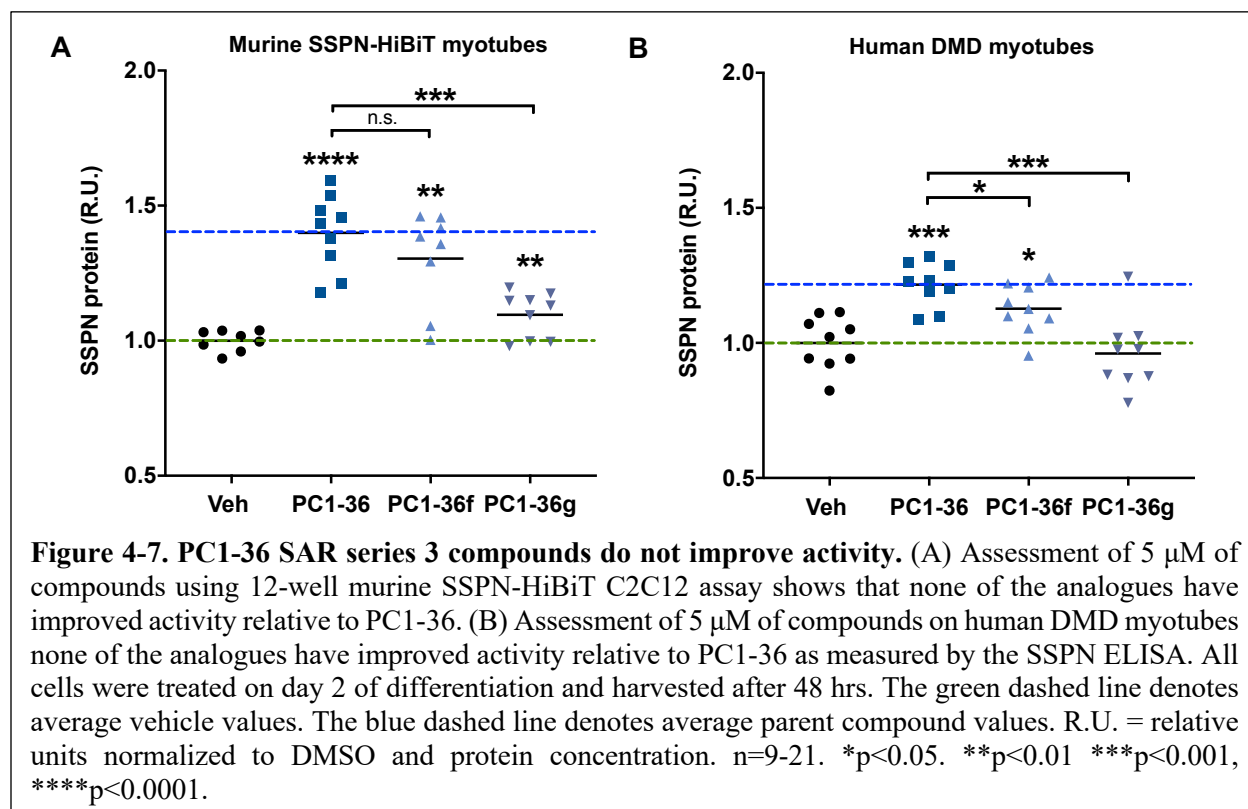 A
Murine SSPN-HiBiT myotubes
SSPN protein (R.U.)
2.0
1.5
1.0
0.5
***
n.s.
****
**
**
Veh PC1-36 PC1-36f PC1-36g
B
Human DMD myotubes
SSPN protein (R.U.)
2.0
1.5
1.0
0.5
***
*
***
*
Veh PC1-36 PC1-36f PC1-36g
Figure 4-7. PC1-36 SAR series 3 compounds do not improve activity. (A) Assessment of 5 μM of
compounds using 12-well murine SSPN-HiBiT C2C12 assay shows that none of the analogues have
improved activity relative to PC1-36. (B) Assessment of 5 μM of compounds on human DMD myotubes
none of the analogues have improved activity relative to PC1-36 as measured by the SSPN ELISA. All
cells were treated on day 2 of differentiation and harvested after 48 hrs. The green dashed line denotes
average vehicle values. The blue dashed line denotes average parent compound values. R.U. = relative
units normalized to DMSO and protein concentration. n=9-21. *p<0.05. **p<0.01 ***p<0.001,
****p<0.0001.